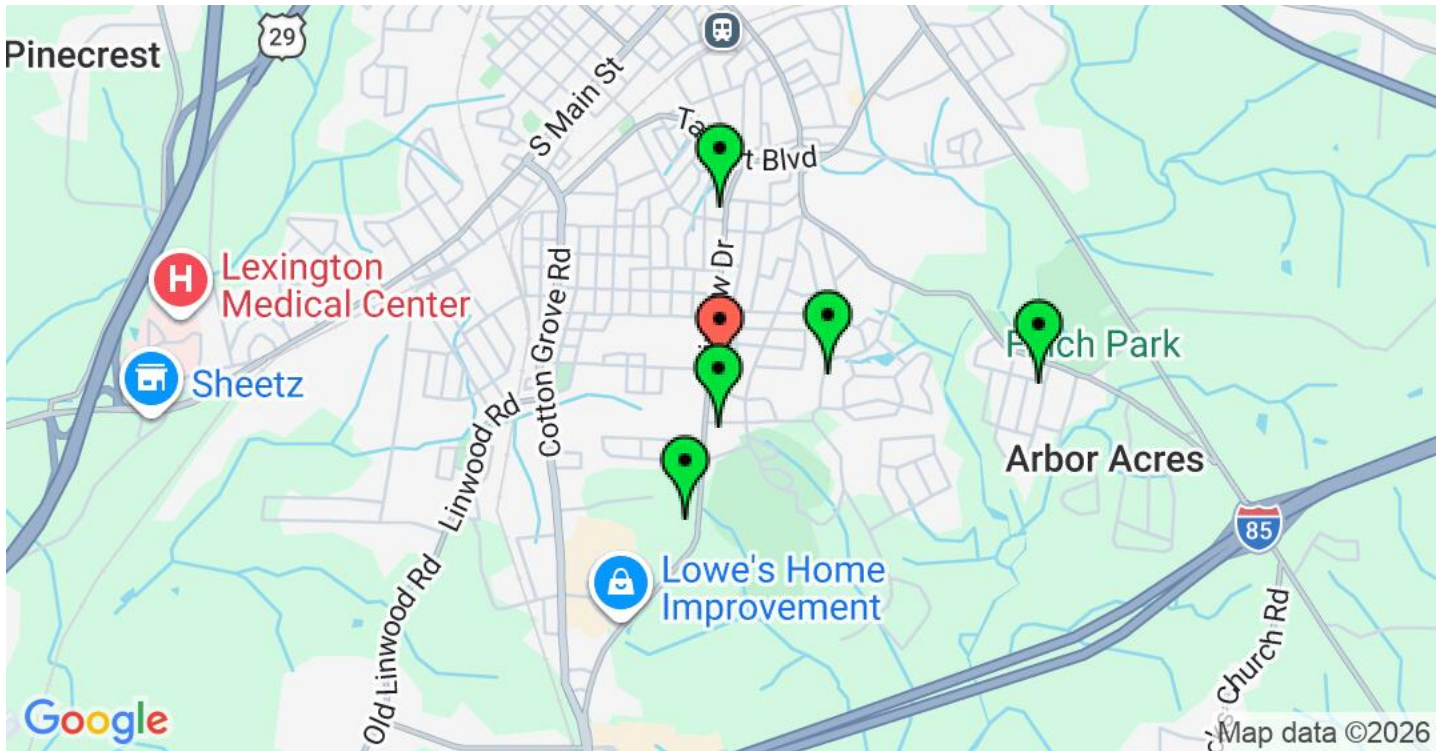 29
Pinecrest
S Main St
Blvd
Lexington
Medical Center
Cotton Grove Rd
Dr
Park
Sheetz
Linwood Rd
Arbor Acres
85
Lowe's Home
Improvement
Old Linwood Rd
Church Rd
Google
Map data ©2026